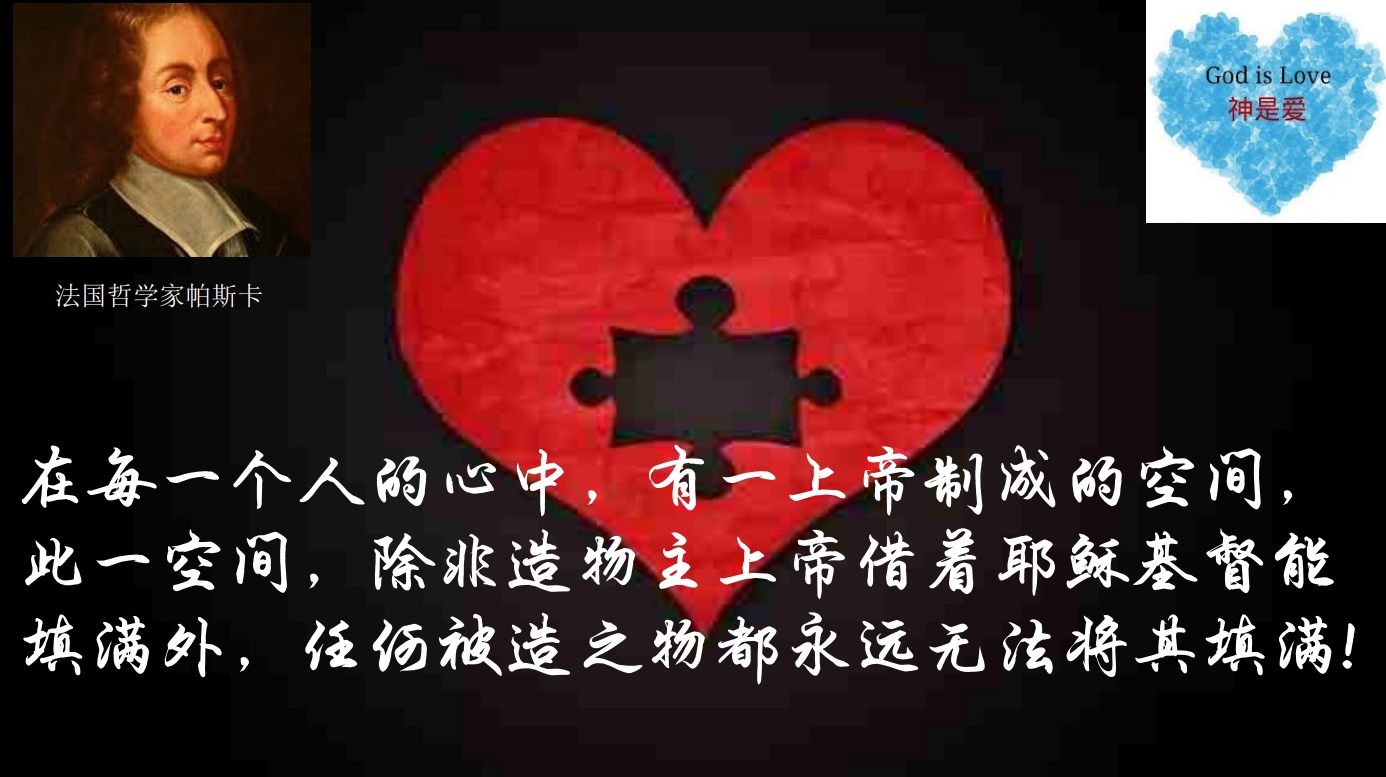 God is Love
神是爱
法国哲学家帕斯卡
在每一个人的心中，有一上帝制成的空间，
此一空间，除非造物主上帝借着耶稣基督能
填满外，任何被造之物都永远无法将其填满！